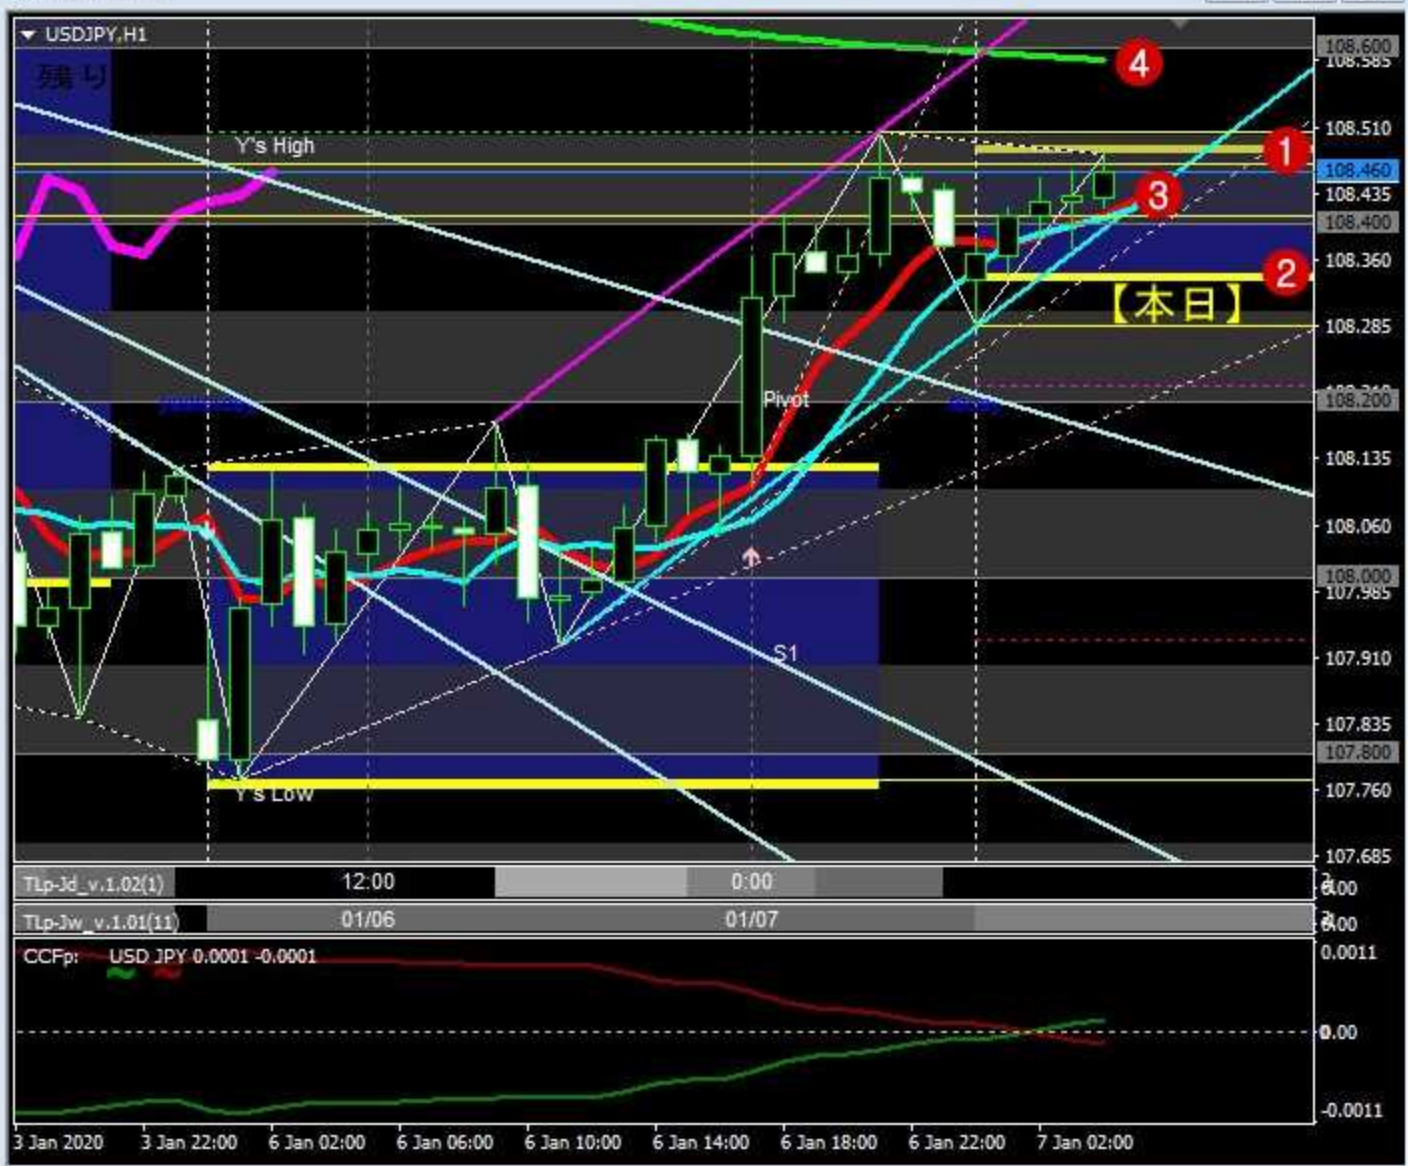 USDJPY,H1
残り
108.600
108.585
4
Y's High
108.510
1
108.460
108.435
3
108.400
108.360
2
【本日】
108.285
108.210
Pivot
108.200
108.135
108.060
108.000
107.985
S1
107.910
107.835
107.800
Y's Low
107.760
107.685
TLp-Jd_v.1.02(1)
12:00
0:00
TLp-Jw_v.1.01(11)
01/06
01/07
CCFp: USD JPY 0.0001 -0.0001
0.0011
0.00
-0.0011
3 Jan 2020
3 Jan 22:00
6 Jan 02:00
6 Jan 06:00
6 Jan 10:00
6 Jan 14:00
6 Jan 18:00
6 Jan 22:00
7 Jan 02:00